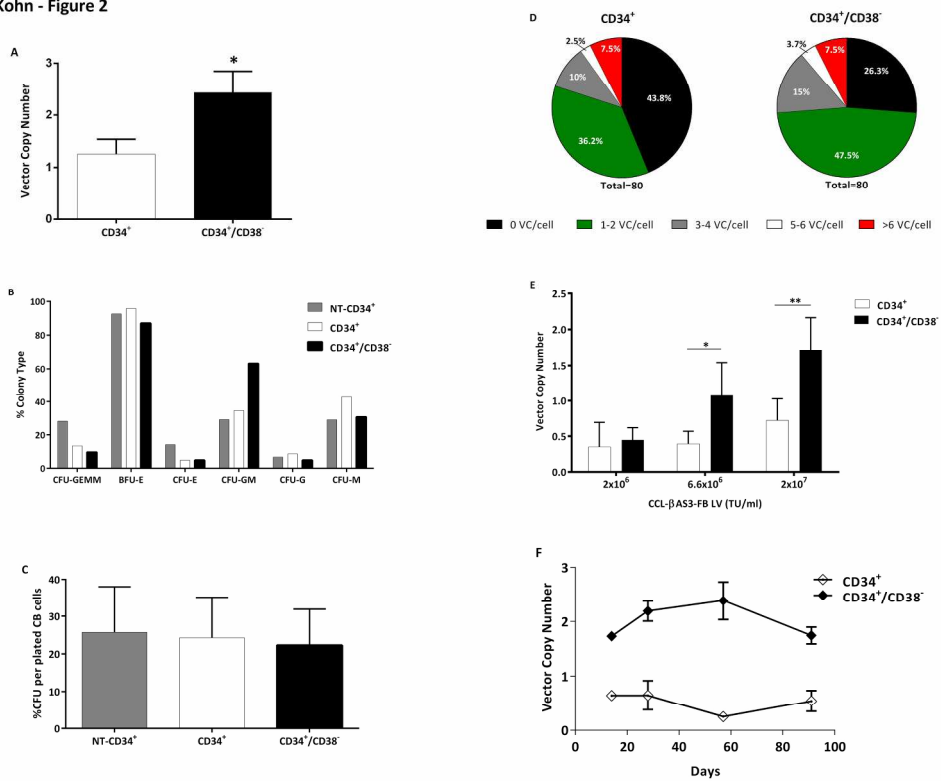 Kohn - Figure 2
A
Vector Copy Number
3
2
1
0
*
CD34⁺
CD34⁺/CD38⁻
B
% Colony Type
100
80
60
40
20
0
CFU-GEMM
BFU-E
CFU-E
CFU-GM
CFU-G
CFU-M
NT-CD34⁺
CD34⁺
CD34⁺/CD38⁻
C
%CFU per plated CB cells
40
30
20
10
0
NT-CD34⁺
CD34⁺
CD34⁺/CD38⁻
D
CD34⁺
2.5%
7.5%
10%
43.8%
36.2%
Total=80
CD34⁺/CD38⁻
3.7%
7.5%
26.3%
15%
47.5%
Total=80
0 VC/cell
1-2 VC/cell
3-4 VC/cell
5-6 VC/cell
>6 VC/cell
E
Vector Copy Number
2.5
2.0
1.5
1.0
0.5
0.0
*
**
2x10⁶
6.6x10⁶
2x10⁷
CCL-βAS3-FB LV (TU/ml)
CD34⁺
CD34⁺/CD38⁻
F
Vector Copy Number
3
2
1
0
0
20
40
60
80
100
Days
CD34⁺
CD34⁺/CD38⁻